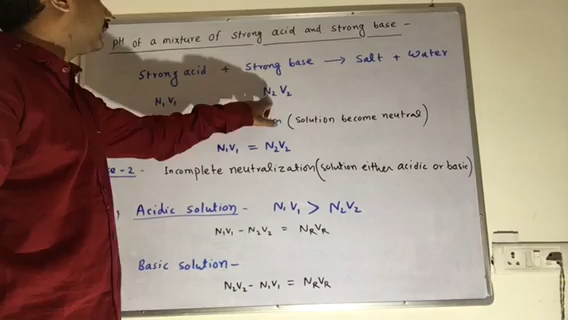 pH of a mixture of strong acid and strong base -
Strong acid + Strong base → Salt + Water
N₁V₁ N₂V₂
(solution become neutral)
N₁V₁ = N₂V₂
-2 - Incomplete neutralization (solution either acidic or basic)
Acidic solution - N₁V₁ > N₂V₂
N₁V₁ - N₂V₂ = NRVR
Basic solution -
N₂V₂ - N₁V₁ = NRVR